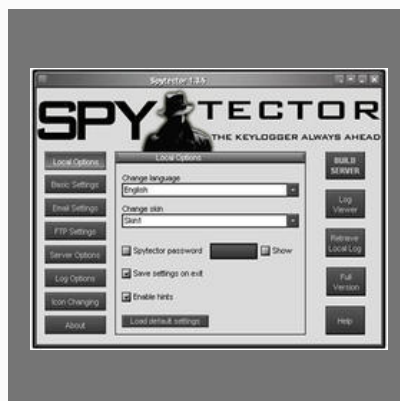 Spytector 1.3.5
SPYTECTOR
THE KEYLOGGER ALWAYS AHEAD
Local Options
Basic Settings
Email Settings
FTP Settings
Server Options
Log Options
Icon Changing
About
Local Options
Change language
English
Change skin
Skin1
Spytector password
Show
Save settings on exit
Enable hints
Load default settings
BUILD
SERVER
Log
Viewer
Retrieve
Local Log
Full
Version
Help